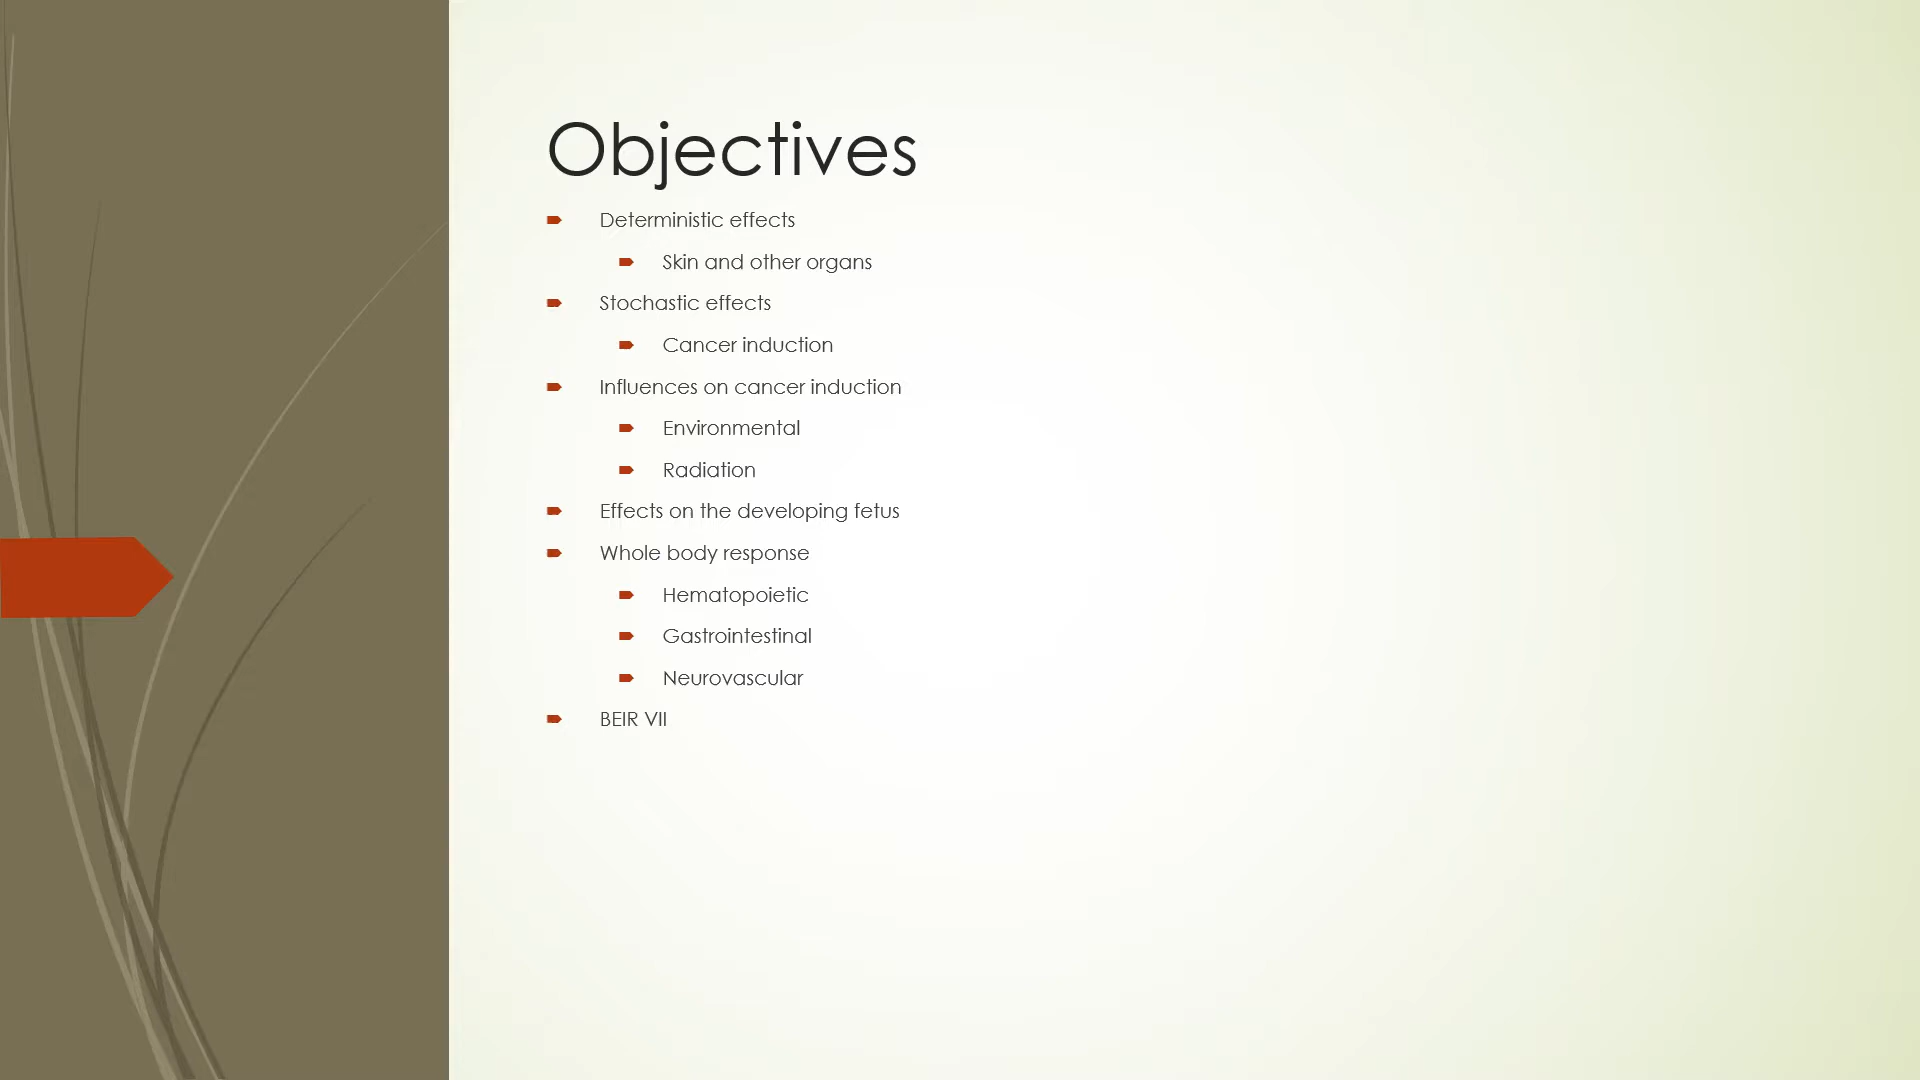 Objectives
Deterministic effects
Skin and other organs
Stochastic effects
Cancer induction
Influences on cancer induction
Environmental
Radiation
Effects on the developing fetus
Whole body response
Hematopoietic
Gastrointestinal
Neurovascular
BEIR VII